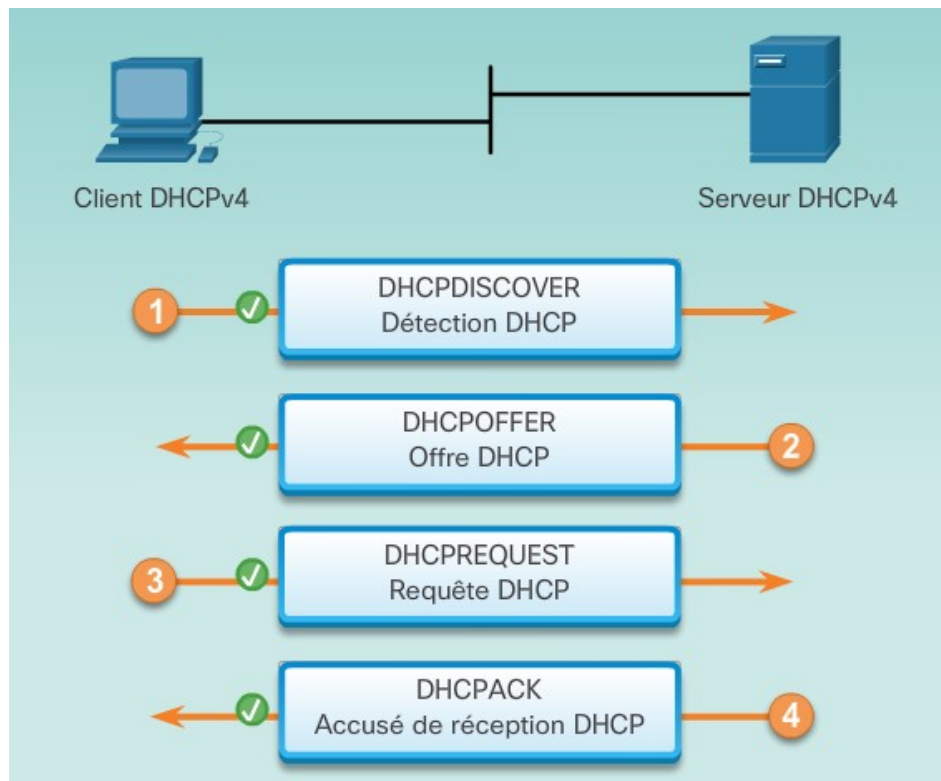 Client DHCPv4
Serveur DHCPv4
1
DHCPDISCOVER
Détection DHCP
DHCPOFFER
Offre DHCP
2
3
DHCPREQUEST
Requête DHCP
DHCPACK
Accusé de réception DHCP
4